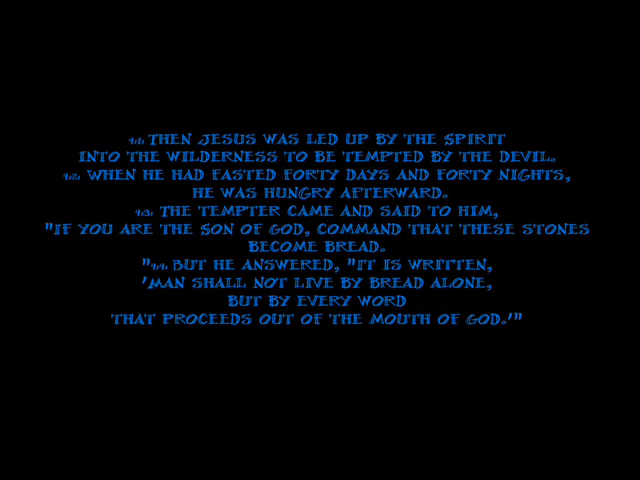 4:1: THEN JESUS WAS LED UP BY THE SPIRIT
INTO THE WILDERNESS TO BE TEMPTED BY THE DEVIL.
4:2: WHEN HE HAD FASTED FORTY DAYS AND FORTY NIGHTS,
HE WAS HUNGRY AFTERWARD.
4:3: THE TEMPTER CAME AND SAID TO HIM,
"IF YOU ARE THE SON OF GOD, COMMAND THAT THESE STONES
BECOME BREAD.
"4:4: BUT HE ANSWERED, "IT IS WRITTEN,
'MAN SHALL NOT LIVE BY BREAD ALONE,
BUT BY EVERY WORD
THAT PROCEEDS OUT OF THE MOUTH OF GOD.'"